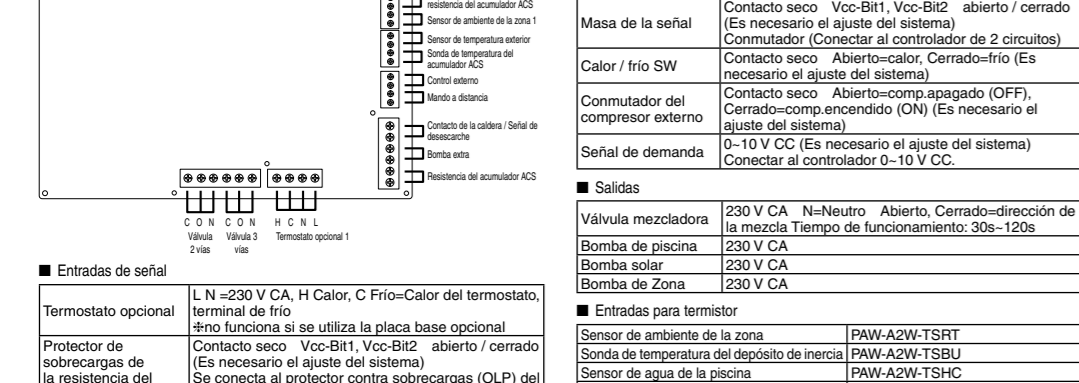 resistencia del acumulador ACS
Sensor de ambiente de la zona 1
Sensor de temperatura exterior
Sonda de temperatura del
acumulador ACS
Control externo
Mando a distancia
Contacto de la caldera / Señal de
desescarche
Bomba extra
Resistencia del acumulador ACS
C O N C O N H C N L
Válvula
2 vías
Válvula 3
vías
Termostato opcional 1
■ Entradas de señal
Termostato opcional
L N =230 V CA, H Calor, C Frío=Calor del termostato,
terminal de frío
❉no funciona si se utiliza la placa base opcional
Protector de
sobrecargas de
la resistencia del
Contacto seco Vcc-Bit1, Vcc-Bit2 abierto / cerrado
(Es necesario el ajuste del sistema)
Se conecta al protector contra sobrecargas (OLP) del
Masa de la señal
Contacto seco Vcc-Bit1, Vcc-Bit2 abierto / cerrado
(Es necesario el ajuste del sistema)
Conmutador (Conectar al controlador de 2 circuitos)
Calor / frío SW
Contacto seco Abierto=calor, Cerrado=frío (Es
necesario el ajuste del sistema)
Conmutador del
compresor externo
Contacto seco Abierto=comp.apagado (OFF),
Cerrado=comp.encendido (ON) (Es necesario el
ajuste del sistema)
Señal de demanda
0~10 V CC (Es necesario el ajuste del sistema)
Conectar al controlador 0~10 V CC.
■ Salidas
Válvula mezcladora
230 V CA N=Neutro Abierto, Cerrado=dirección de
la mezcla Tiempo de funcionamiento: 30s~120s
Bomba de piscina 230 V CA
Bomba solar 230 V CA
Bomba de Zona 230 V CA
■ Entradas para termistor
Sensor de ambiente de la zona PAW-A2W-TSRT
Sonda de temperatura del depósito de inercia PAW-A2W-TSBU
Sensor de agua de la piscina PAW-A2W-TSHC